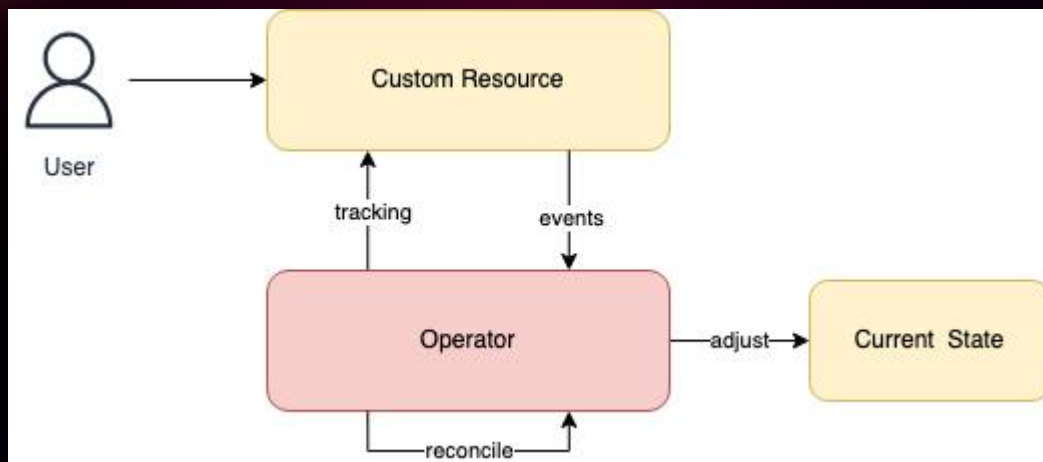 Custom Resource
User
tracking
events
Operator
adjust
Current State
reconcile